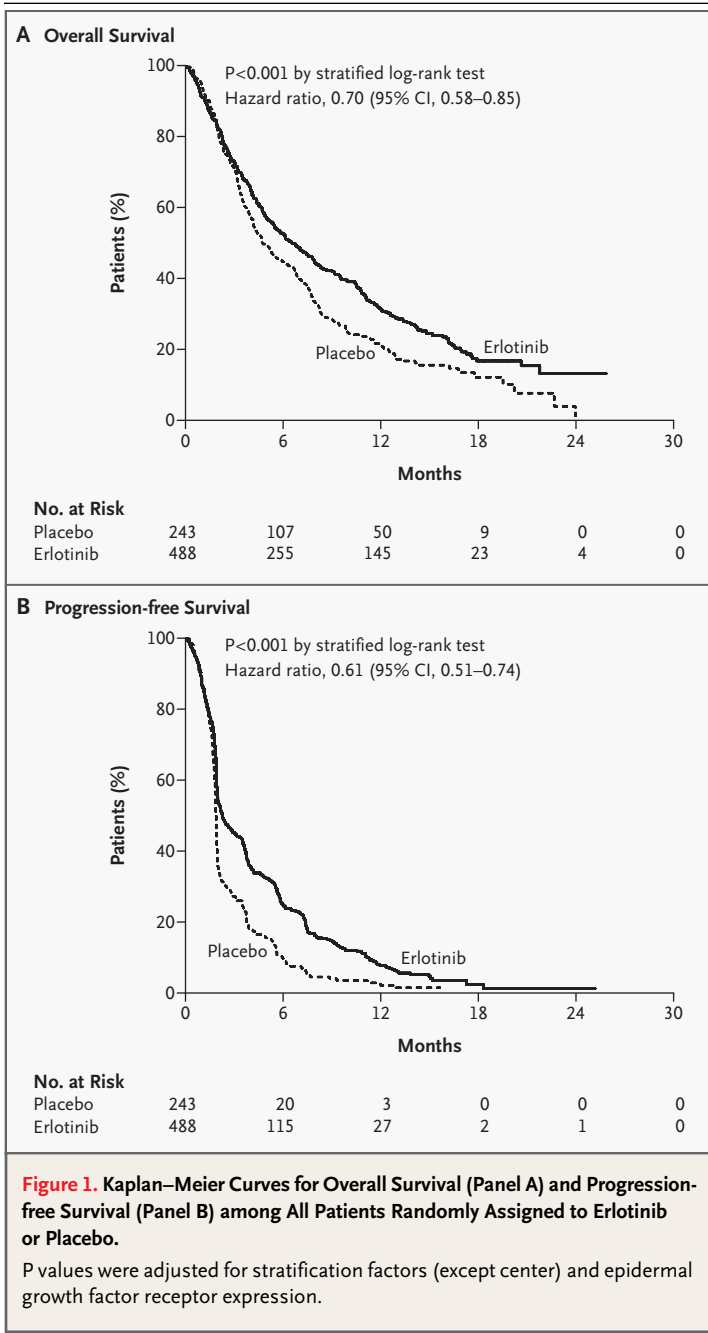 A Overall Survival
100
80
60
40
20
0
Patients (%)
P<0.001 by stratified log-rank test
Hazard ratio, 0.70 (95% CI, 0.58–0.85)
Erlotinib
Placebo
0 6 12 18 24 30
Months
No. at Risk
Placebo 243 107 50 9 0 0
Erlotinib 488 255 145 23 4 0
B Progression-free Survival
100
80
60
40
20
0
Patients (%)
P<0.001 by stratified log-rank test
Hazard ratio, 0.61 (95% CI, 0.51–0.74)
Placebo
Erlotinib
0 6 12 18 24 30
Months
No. at Risk
Placebo 243 20 3 0 0 0
Erlotinib 488 115 27 2 1 0
Figure 1. Kaplan–Meier Curves for Overall Survival (Panel A) and Progression-
free Survival (Panel B) among All Patients Randomly Assigned to Erlotinib
or Placebo.
P values were adjusted for stratification factors (except center) and epidermal
growth factor receptor expression.